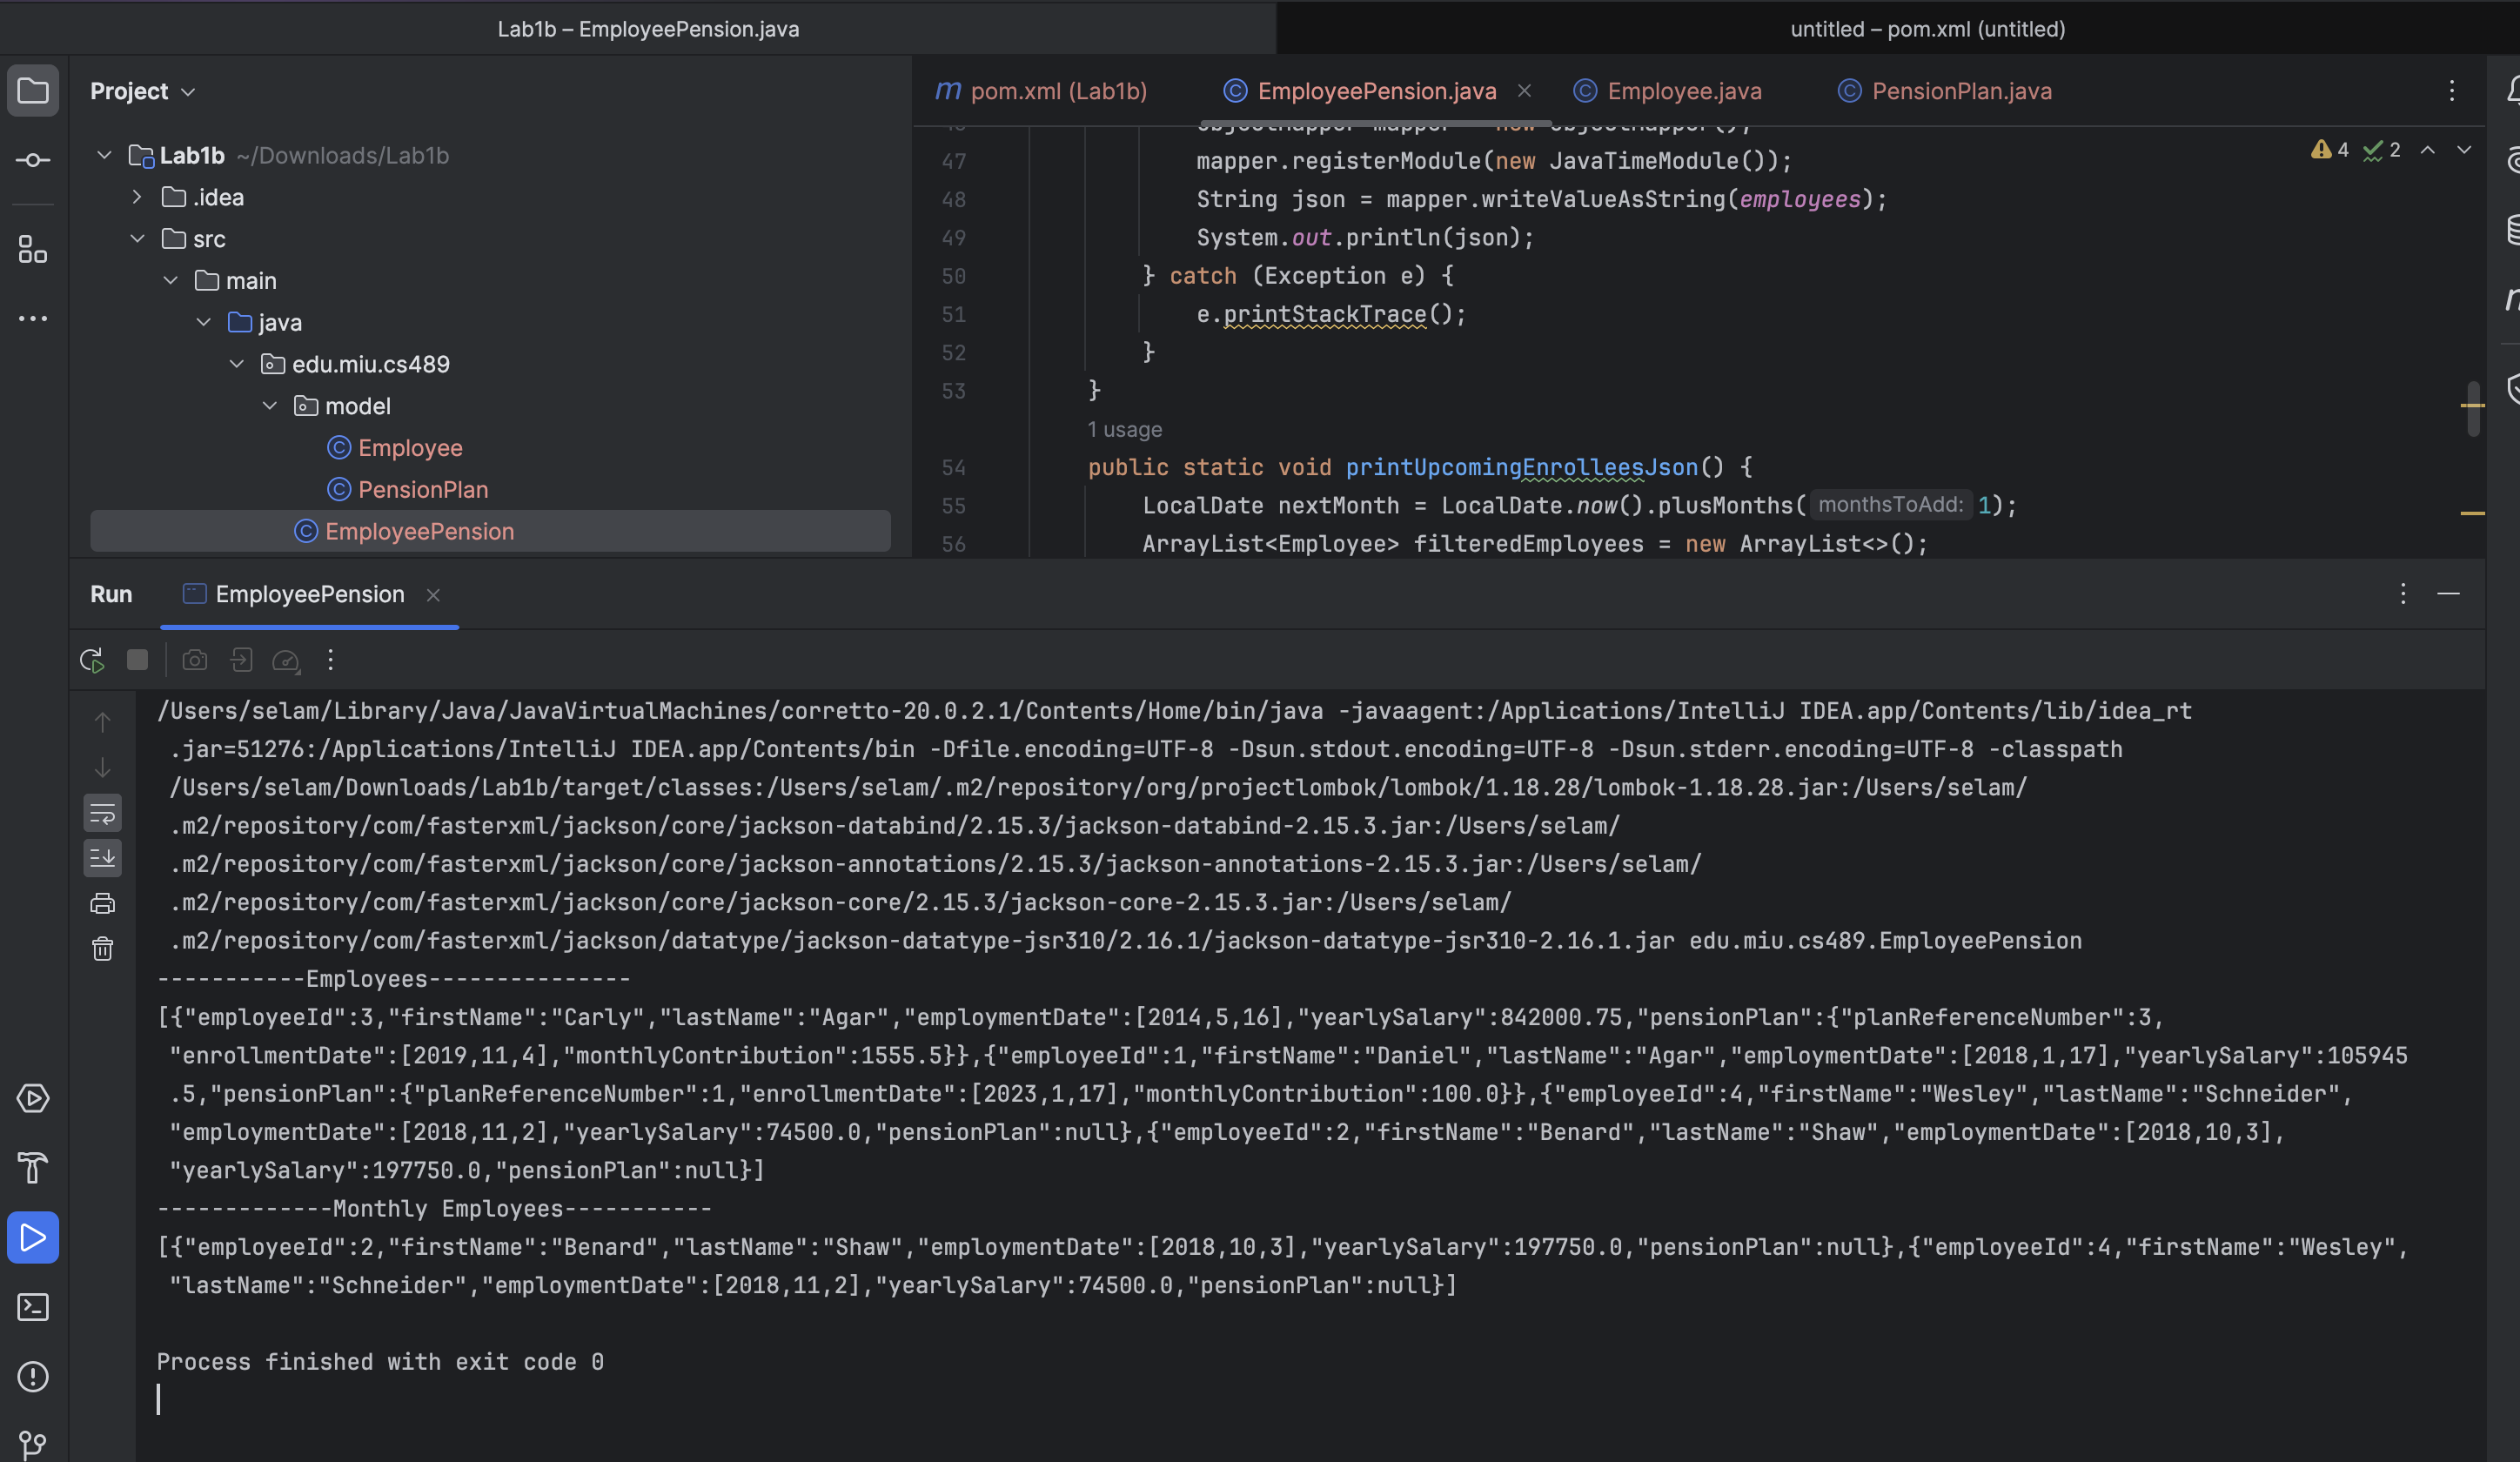 Lab1b – EmployeePension.java
untitled – pom.xml (untitled)
Project
m pom.xml (Lab1b)
EmployeePension.java
Employee.java
PensionPlan.java
Lab1b ~/Downloads/Lab1b
.idea
src
main
java
edu.miu.cs489
model
Employee
PensionPlan
EmployeePension
4 2
47 mapper.registerModule(new JavaTimeModule());
48 String json = mapper.writeValueAsString(employees);
49 System.out.println(json);
50 } catch (Exception e) {
51 e.printStackTrace();
52 }
53 }
1 usage
54 public static void printUpcomingEnrolleesJson() {
55 LocalDate nextMonth = LocalDate.now().plusMonths( monthsToAdd: 1);
56 ArrayList<Employee> filteredEmployees = new ArrayList<>();
Run
EmployeePension
/Users/selam/Library/Java/JavaVirtualMachines/corretto-20.0.2.1/Contents/Home/bin/java -javaagent:/Applications/IntelliJ IDEA.app/Contents/lib/idea_rt
.jar=51276:/Applications/IntelliJ IDEA.app/Contents/bin -Dfile.encoding=UTF-8 -Dsun.stdout.encoding=UTF-8 -Dsun.stderr.encoding=UTF-8 -classpath
/Users/selam/Downloads/Lab1b/target/classes:/Users/selam/.m2/repository/org/projectlombok/lombok/1.18.28/lombok-1.18.28.jar:/Users/selam/
.m2/repository/com/fasterxml/jackson/core/jackson-databind/2.15.3/jackson-databind-2.15.3.jar:/Users/selam/
.m2/repository/com/fasterxml/jackson/core/jackson-annotations/2.15.3/jackson-annotations-2.15.3.jar:/Users/selam/
.m2/repository/com/fasterxml/jackson/core/jackson-core/2.15.3/jackson-core-2.15.3.jar:/Users/selam/
.m2/repository/com/fasterxml/jackson/datatype/jackson-datatype-jsr310/2.16.1/jackson-datatype-jsr310-2.16.1.jar edu.miu.cs489.EmployeePension
-----------Employees---------------
[{"employeeId":3,"firstName":"Carly","lastName":"Agar","employmentDate":[2014,5,16],"yearlySalary":842000.75,"pensionPlan":{"planReferenceNumber":3,
"enrollmentDate":[2019,11,4],"monthlyContribution":1555.5}},{"employeeId":1,"firstName":"Daniel","lastName":"Agar","employmentDate":[2018,1,17],"yearlySalary":105945
.5,"pensionPlan":{"planReferenceNumber":1,"enrollmentDate":[2023,1,17],"monthlyContribution":100.0}},{"employeeId":4,"firstName":"Wesley","lastName":"Schneider",
"employmentDate":[2018,11,2],"yearlySalary":74500.0,"pensionPlan":null},{"employeeId":2,"firstName":"Benard","lastName":"Shaw","employmentDate":[2018,10,3],
"yearlySalary":197750.0,"pensionPlan":null}]
-------------Monthly Employees-----------
[{"employeeId":2,"firstName":"Benard","lastName":"Shaw","employmentDate":[2018,10,3],"yearlySalary":197750.0,"pensionPlan":null},{"employeeId":4,"firstName":"Wesley",
"lastName":"Schneider","employmentDate":[2018,11,2],"yearlySalary":74500.0,"pensionPlan":null}]
Process finished with exit code 0